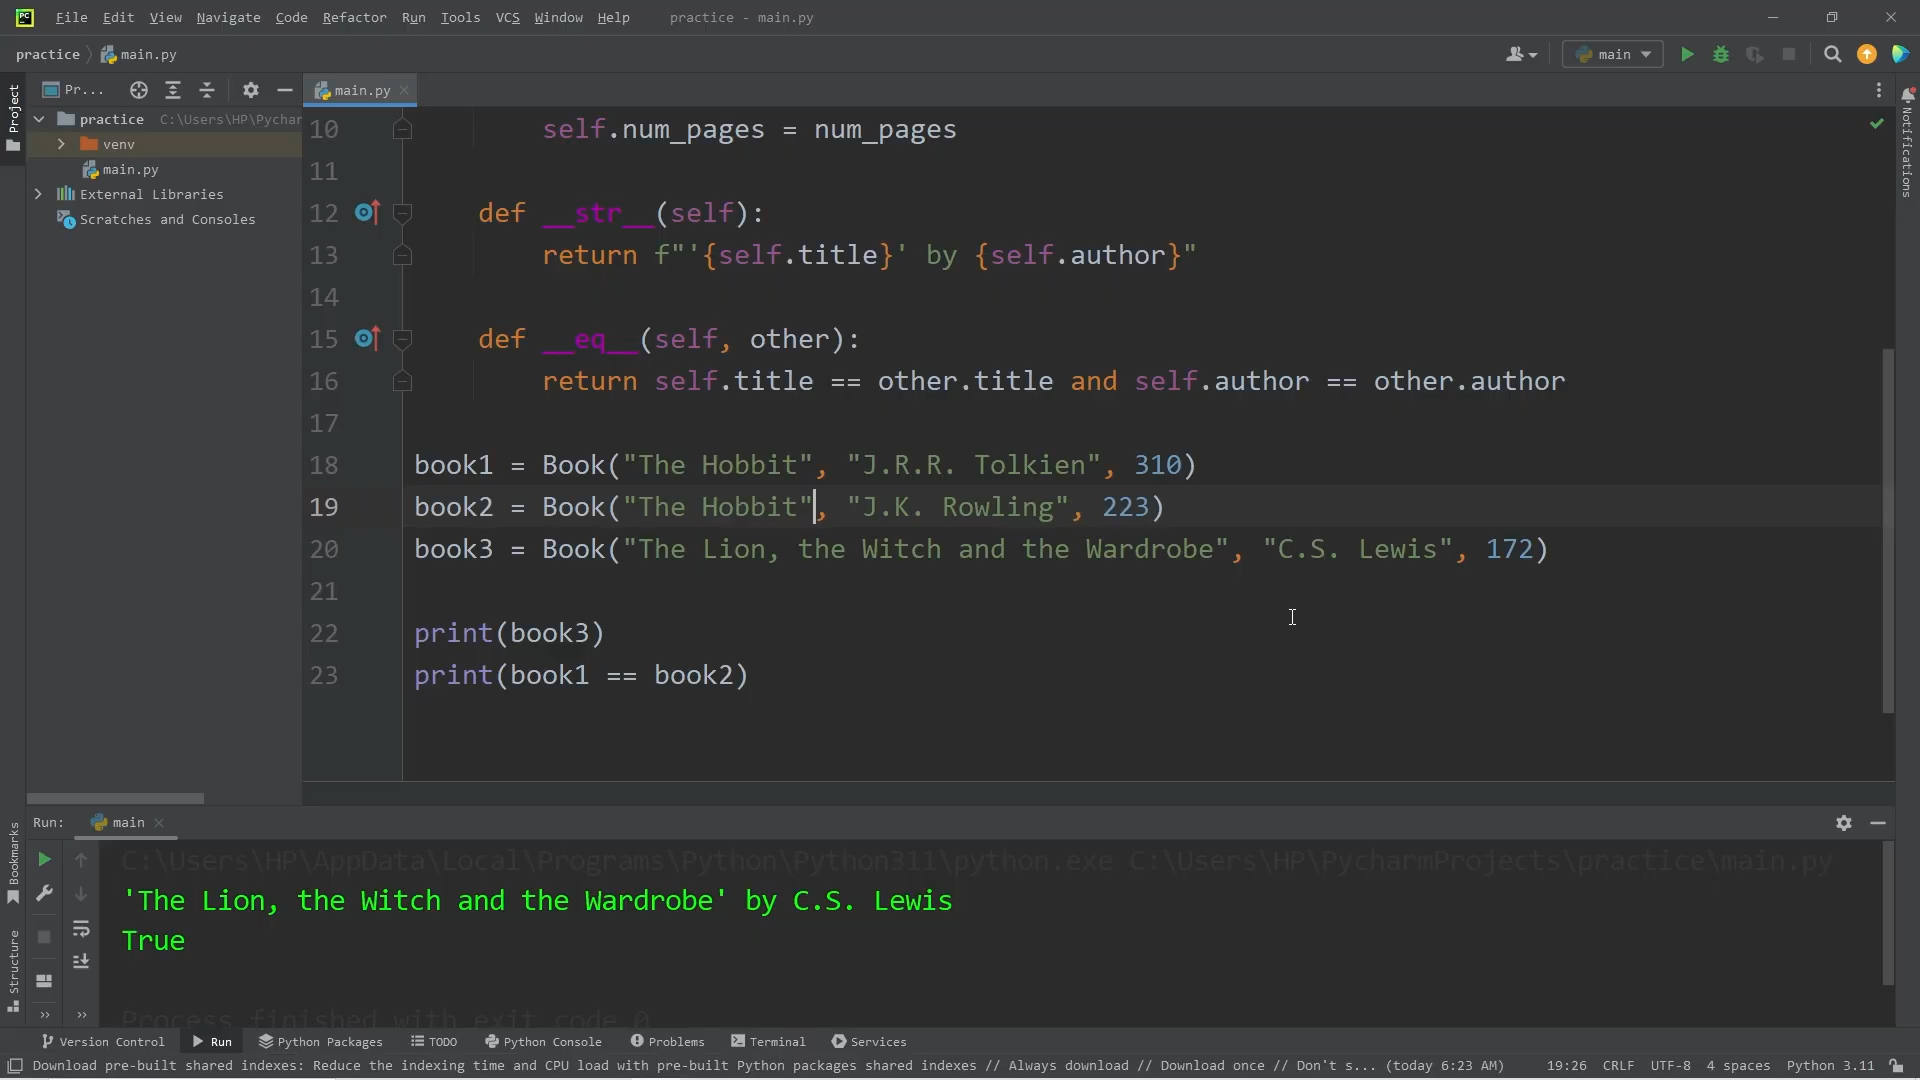 File Edit View Navigate Code Refactor Run Tools VCS Window Help practice - main.py
practice main.py main
Pr... main.py
Project
practice C:\Users\HP\Pychar
venv
main.py
External Libraries
Scratches and Consoles
Notifications
10 self.num_pages = num_pages
11
12 def __str__(self):
13 return f"'{self.title}' by {self.author}"
14
15 def __eq__(self, other):
16 return self.title == other.title and self.author == other.author
17
18 book1 = Book("The Hobbit", "J.R.R. Tolkien", 310)
19 book2 = Book("The Hobbit", "J.K. Rowling", 223)
20 book3 = Book("The Lion, the Witch and the Wardrobe", "C.S. Lewis", 172)
21
22 print(book3)
23 print(book1 == book2)
Run: main
Bookmarks
Structure
C:\Users\HP\AppData\Local\Programs\Python\Python311\python.exe C:\Users\HP\PycharmProjects\practice\main.py
'The Lion, the Witch and the Wardrobe' by C.S. Lewis
True
Process finished with exit code 0
Version Control Run Python Packages TODO Python Console Problems Terminal Services
Download pre-built shared indexes: Reduce the indexing time and CPU load with pre-built Python packages shared indexes // Always download // Download once // Don't s... (today 6:23 AM) 19:26 CRLF UTF-8 4 spaces Python 3.11